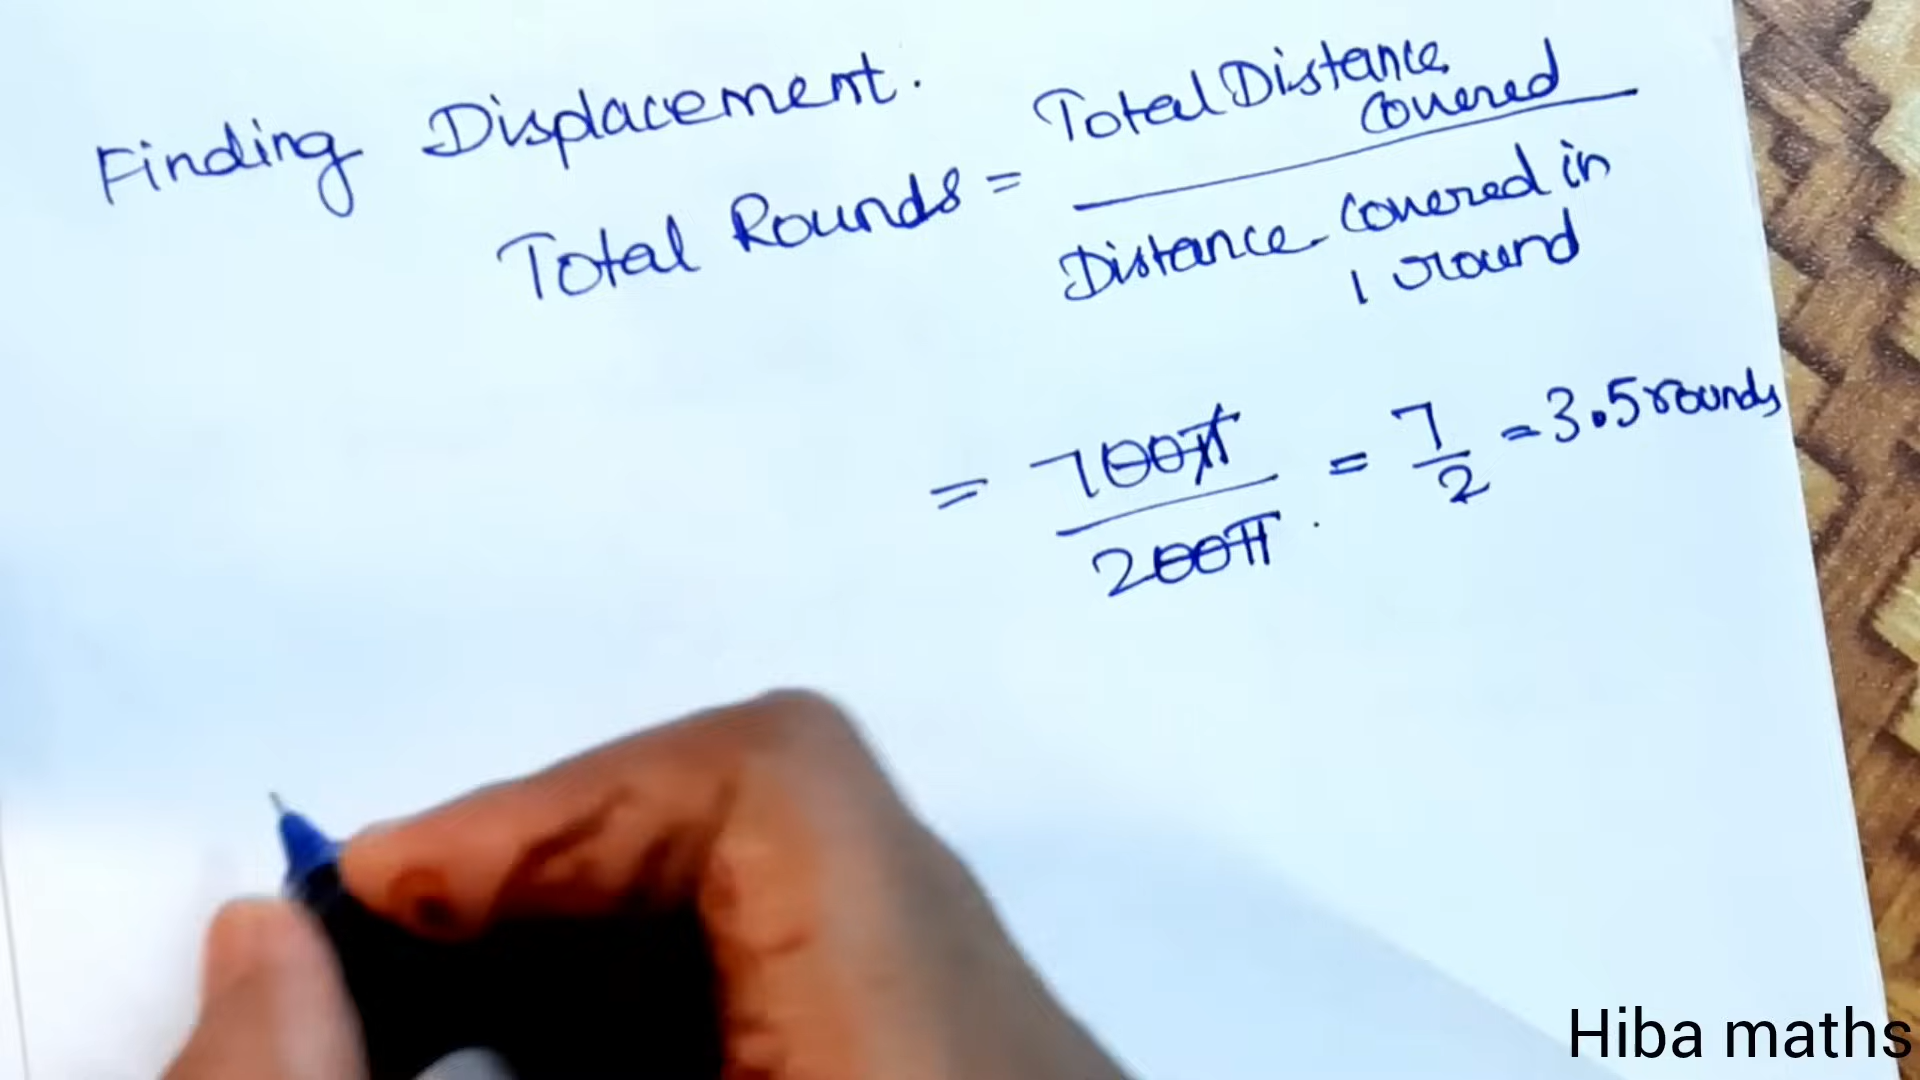 Finding Displacement.
Total Rounds = Total Distance covered / Distance covered in 1 round
= 700π / 200π = 7/2 = 3.5 rounds
Hiba maths